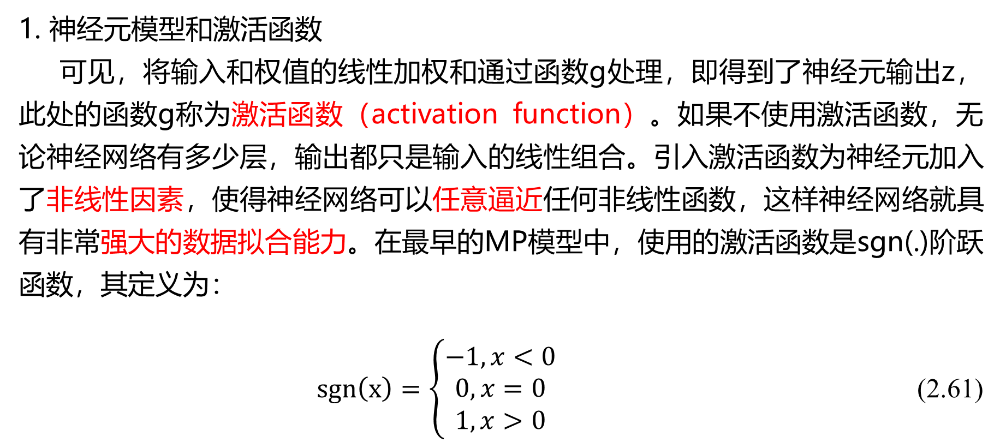 1. 神经元模型和激活函数
可见，将输入和权值的线性加权和通过函数g处理，即得到了神经元输出z，
此处的函数g称为激活函数（activation function）。如果不使用激活函数，无
论神经网络有多少层，输出都只是输入的线性组合。引入激活函数为神经元加入
了非线性因素，使得神经网络可以任意逼近任何非线性函数，这样神经网络就具
有非常强大的数据拟合能力。在最早的MP模型中，使用的激活函数是sgn(.)阶跃
函数，其定义为：
−1, x < 0
sgn(x) = { 0, x = 0 (2.61)
1, x > 0